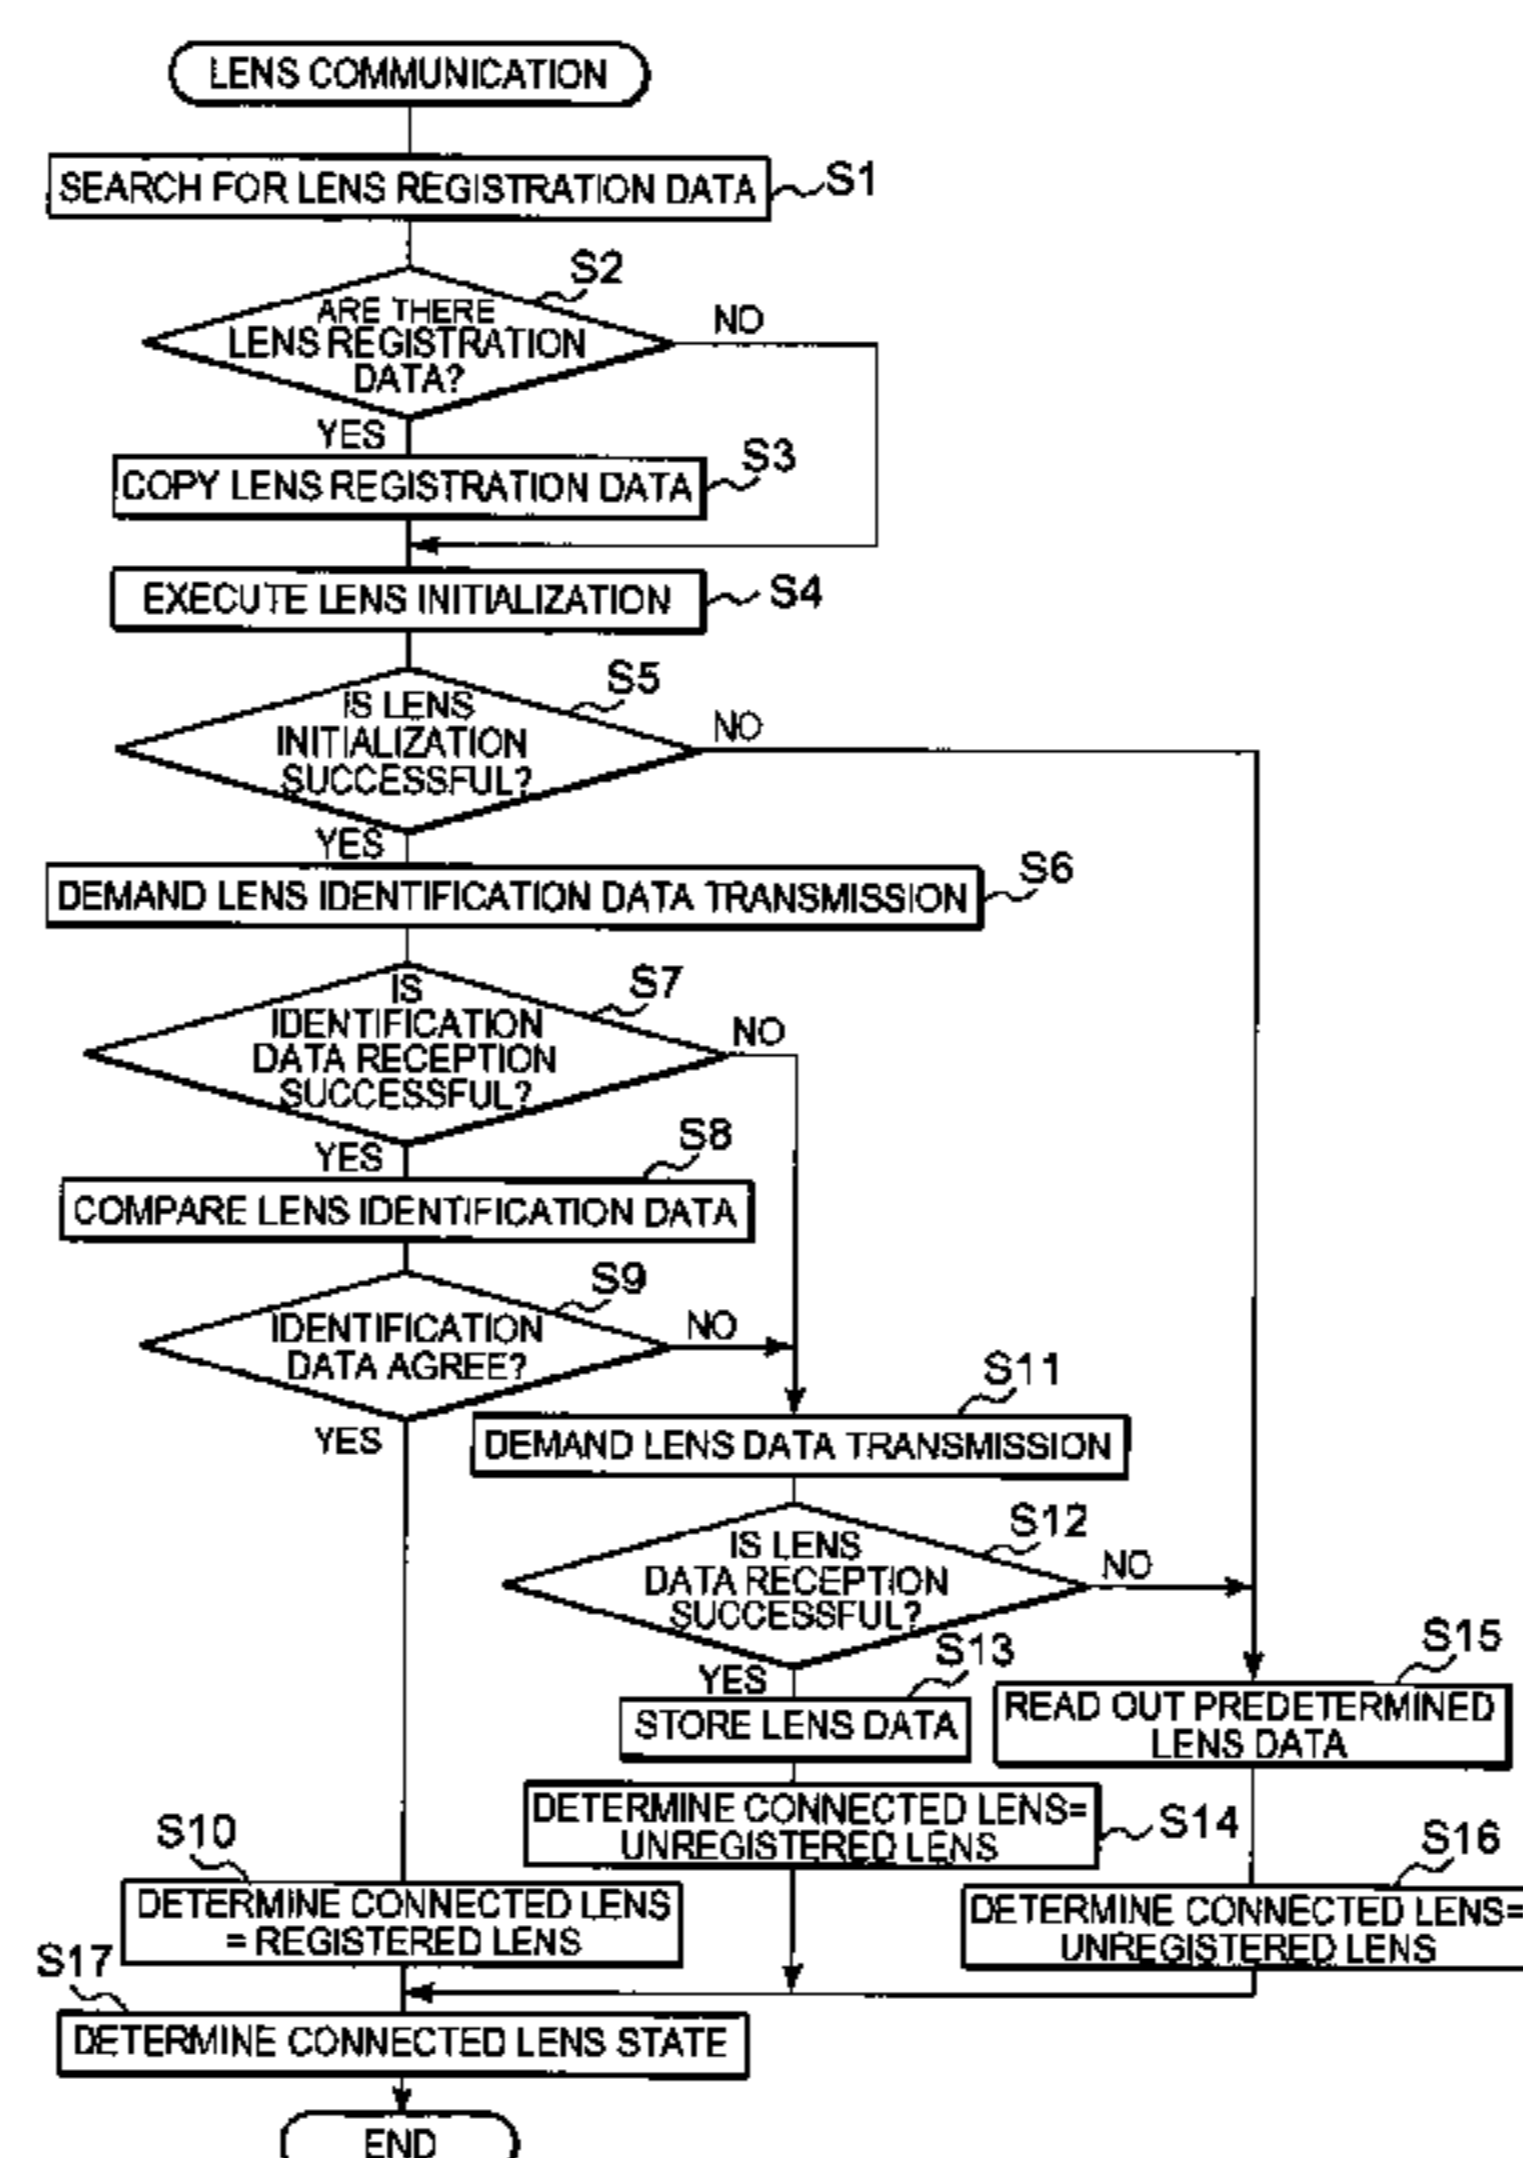 LENS COMMUNICATION
SEARCH FOR LENS REGISTRATION DATA
S1
S2
ARE THERE
LENS REGISTRATION
DATA?
NO
YES
S3
COPY LENS REGISTRATION DATA
EXECUTE LENS INITIALIZATION
S4
S5
IS LENS
INITIALIZATION
SUCCESSFUL?
NO
YES
S6
DEMAND LENS IDENTIFICATION DATA TRANSMISSION
S7
IS
IDENTIFICATION
DATA RECEPTION
SUCCESSFUL?
NO
YES
S8
COMPARE LENS IDENTIFICATION DATA
S9
IDENTIFICATION
DATA AGREE?
NO
YES
S11
DEMAND LENS DATA TRANSMISSION
S12
IS LENS
DATA RECEPTION
SUCCESSFUL?
NO
YES
S13
STORE LENS DATA
S15
READ OUT PREDETERMINED
LENS DATA
DETERMINE CONNECTED LENS=
UNREGISTERED LENS
S14
S10
DETERMINE CONNECTED LENS
= REGISTERED LENS
S16
DETERMINE CONNECTED LENS=
UNREGISTERED LENS
S17
DETERMINE CONNECTED LENS STATE
END